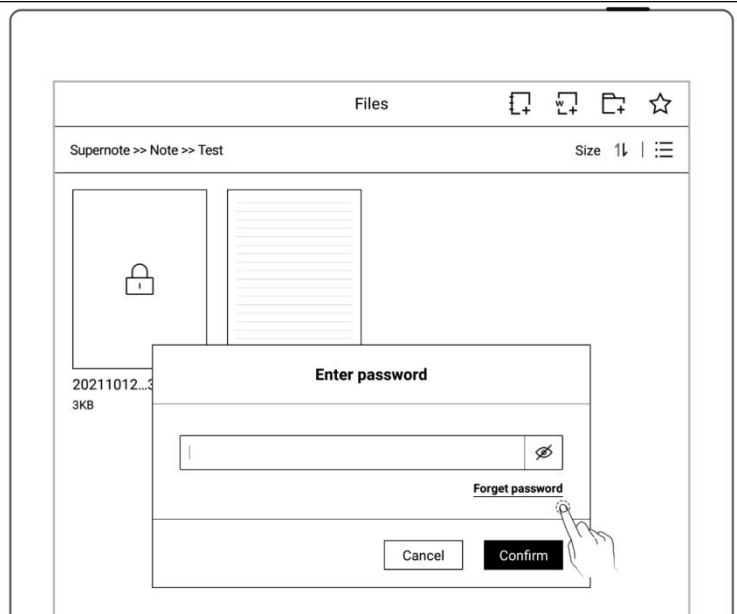 Files
Supernote >> Note >> Test
Size
20211012...3
3KB
Enter password
Forget password
Cancel
Confirm